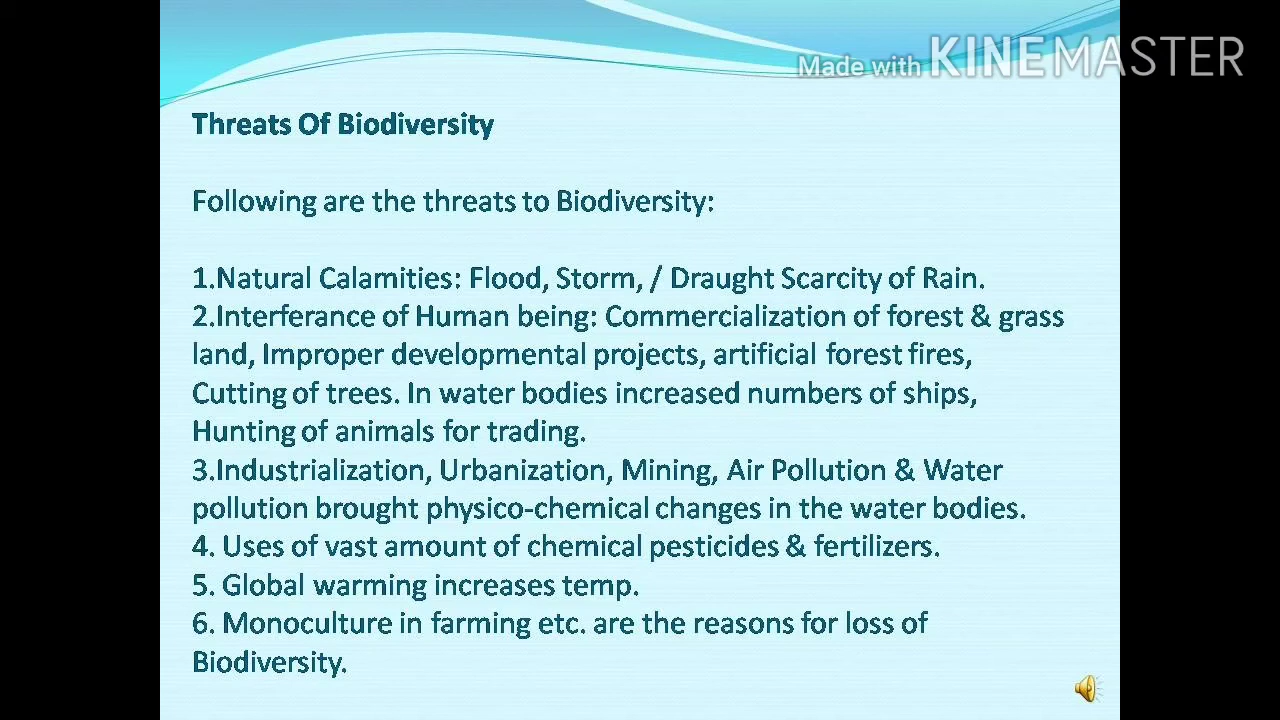 Made with KINEMASTER
Threats Of Biodiversity
Following are the threats to Biodiversity:
1.Natural Calamities: Flood, Storm, / Draught Scarcity of Rain.
2.Interferance of Human being: Commercialization of forest & grass
land, Improper developmental projects, artificial forest fires,
Cutting of trees. In water bodies increased numbers of ships,
Hunting of animals for trading.
3.Industrialization, Urbanization, Mining, Air Pollution & Water
pollution brought physico-chemical changes in the water bodies.
4. Uses of vast amount of chemical pesticides & fertilizers.
5. Global warming increases temp.
6. Monoculture in farming etc. are the reasons for loss of
Biodiversity.